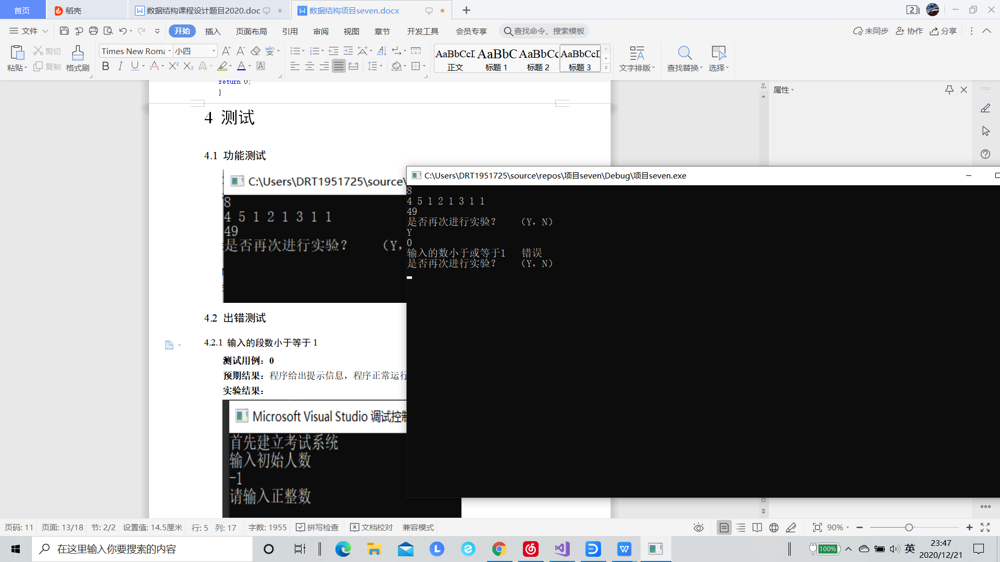 首页
稻壳
数据结构课程设计题目2020.doc
数据结构项目seven.docx
2
文件
开始
插入
页面布局
引用
审阅
视图
章节
开发工具
会员专享
查找命令、搜索模板
未同步
协作
分享
粘贴
剪切
复制
格式刷
Times New Roma
小四
AaBbCcI
正文
AaBbC
标题 1
AaBbCc
标题 2
AaBbCcI
标题 3
文字排版
查找替换
选择
属性
return 0;
}
4 测试
4.1 功能测试
C:\Users\DRT1951725\source\
8
4 5 1 2 1 3 1 1
49
是否再次进行实验？ （Y，
4.2 出错测试
4.2.1 输入的段数小于等于 1
测试用例：0
预期结果：程序给出提示信息，程序正常运行
实验结果：
Microsoft Visual Studio 调试控制
首先建立考试系统
输入初始人数
-1
请输入正整数
C:\Users\DRT1951725\source\repos\项目seven\Debug\项目seven.exe
8
4 5 1 2 1 3 1 1
49
是否再次进行实验？ （Y，N）
Y
0
输入的数小于或等于1 错误
是否再次进行实验？ （Y，N）
页码: 11
页面: 13/18
节: 2/2
设置值: 14.5厘米
行: 5
列: 17
字数: 1955
拼写检查
文档校对
兼容模式
90%
在这里输入你要搜索的内容
100%
英
23:47
2020/12/21